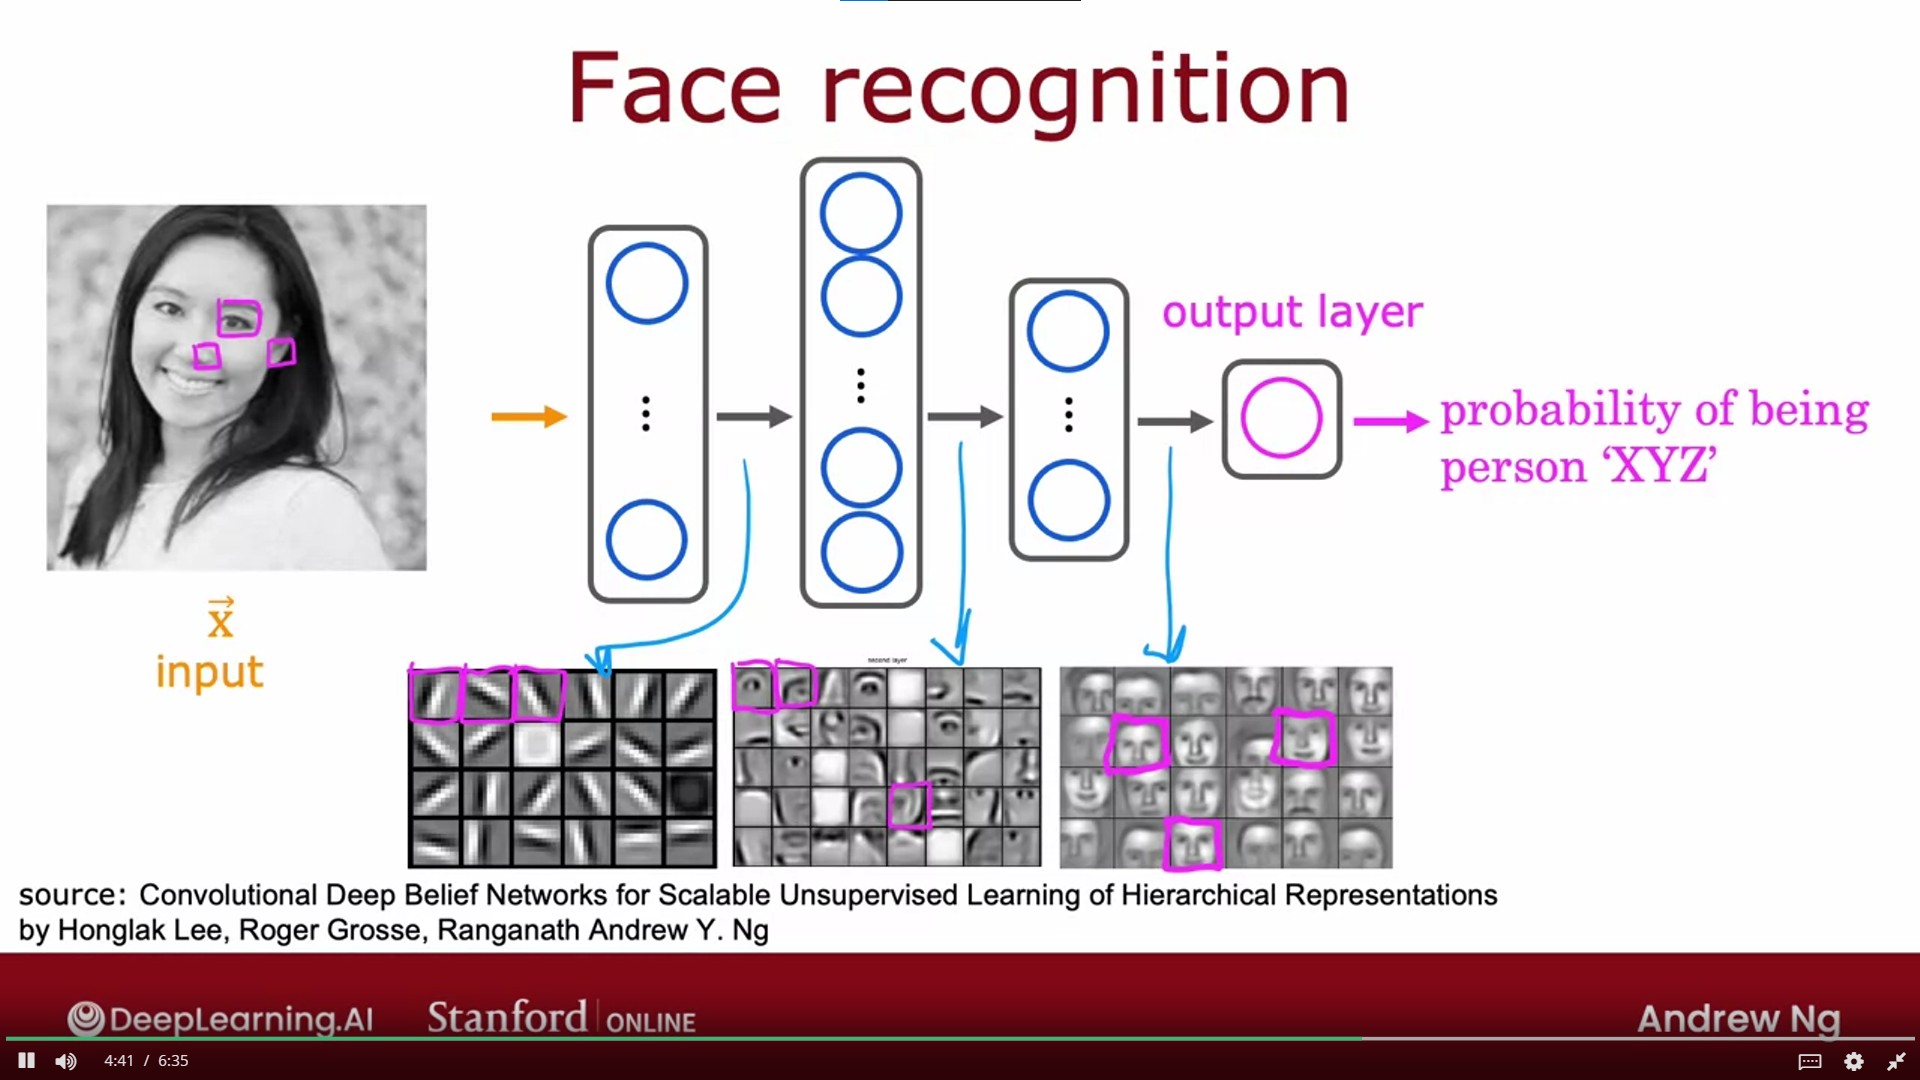 Face recognition
output layer
probability of being
person ‘XYZ’
x
input
second layer
source: Convolutional Deep Belief Networks for Scalable Unsupervised Learning of Hierarchical Representations
by Honglak Lee, Roger Grosse, Ranganath Andrew Y. Ng
DeepLearning.AI Stanford ONLINE Andrew Ng
4:41 / 6:35